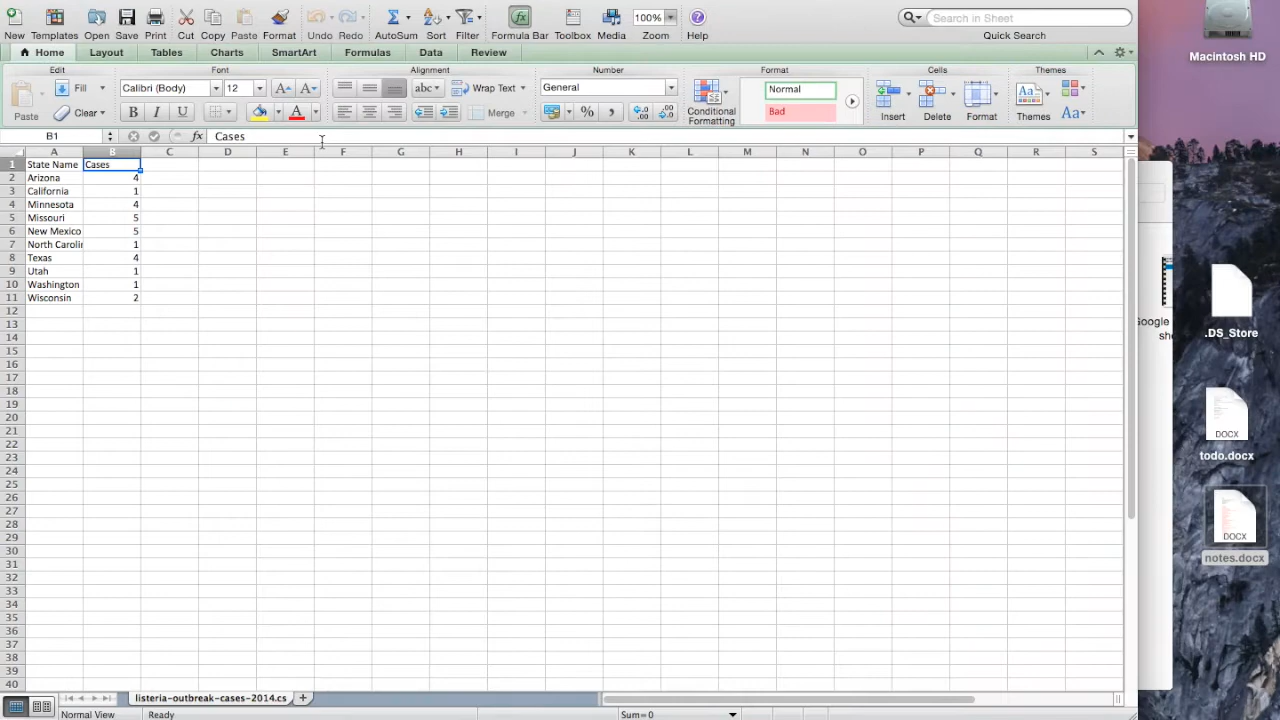 New Templates Open Save Print Cut Copy Paste Format Undo Redo AutoSum Sort Filter Formula Bar Toolbox Media 100% Zoom Help Search in Sheet Quick Search
Home Layout Tables Charts SmartArt Formulas Data Review
Edit Font Alignment Number Format Cells Themes
Paste Fill Calibri (Body) 12 A A abc Wrap Text General Normal
Clear B I U A Merge % Conditional Formatting Bad Insert Delete Format Themes Aa
B1 fx Cases
A B C D E F G H I J K L M N O P Q R S
1 State Name Cases
2 Arizona 4
3 California 1
4 Minnesota 4
5 Missouri 5
6 New Mexico 5
7 North Carolin 1
8 Texas 4
9 Utah 1
10 Washington 1
11 Wisconsin 2
12
13
14
15
16
17
18
19
20
21
22
23
24
25
26
27
28
29
30
31
32
33
34
35
36
37
38
39
40
listeria-outbreak-cases-2014.cs
Normal View Ready Sum=0
Macintosh HD
Google
she
.DS_Store
DOCX
todo.docx
DOCX
notes.docx